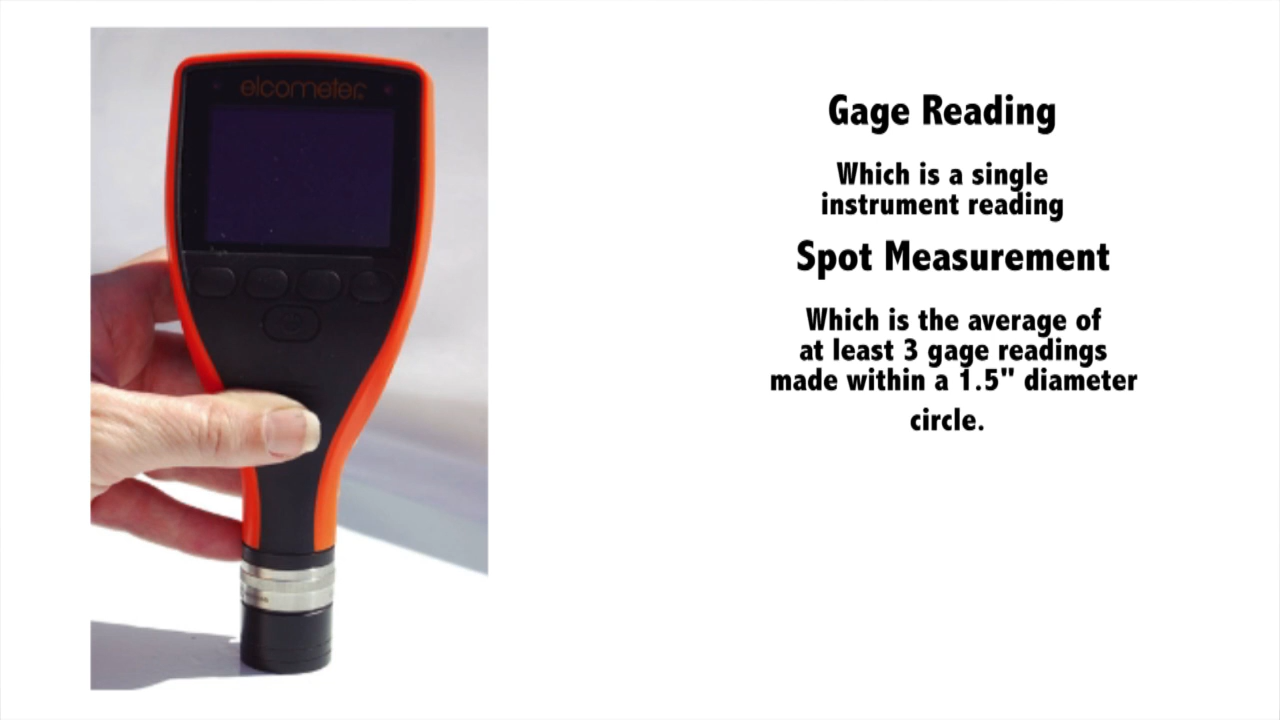 elcometer
Gage Reading
Which is a single
instrument reading
Spot Measurement
Which is the average of
at least 3 gage readings
made within a 1.5" diameter
circle.